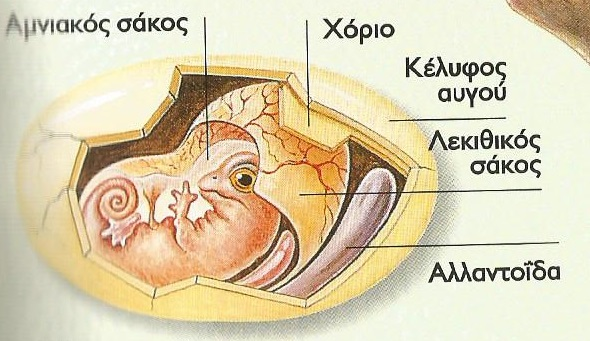 Αμνιακός σάκος
Χόριο
Κέλυφος
αυγού
Λεκιθικός
σάκος
Αλλαντοΐδα